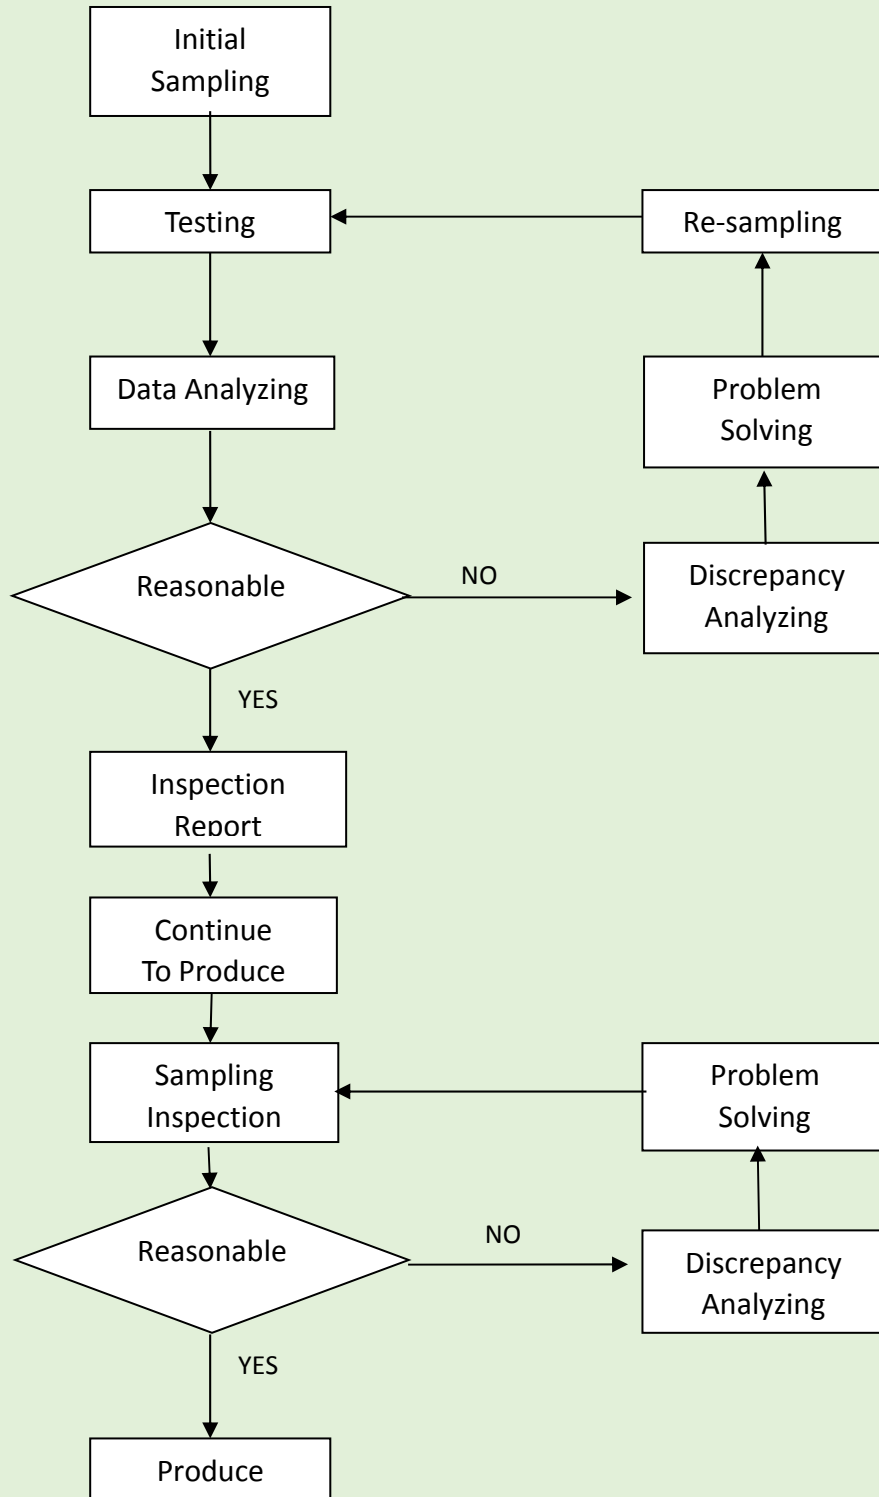 Initial
Sampling
Testing
Re-sampling
Data Analyzing
Problem
Solving
Reasonable
NO
Discrepancy
Analyzing
YES
Inspection
Report
Continue
To Produce
Sampling
Inspection
Problem
Solving
Reasonable
NO
Discrepancy
Analyzing
YES
Produce